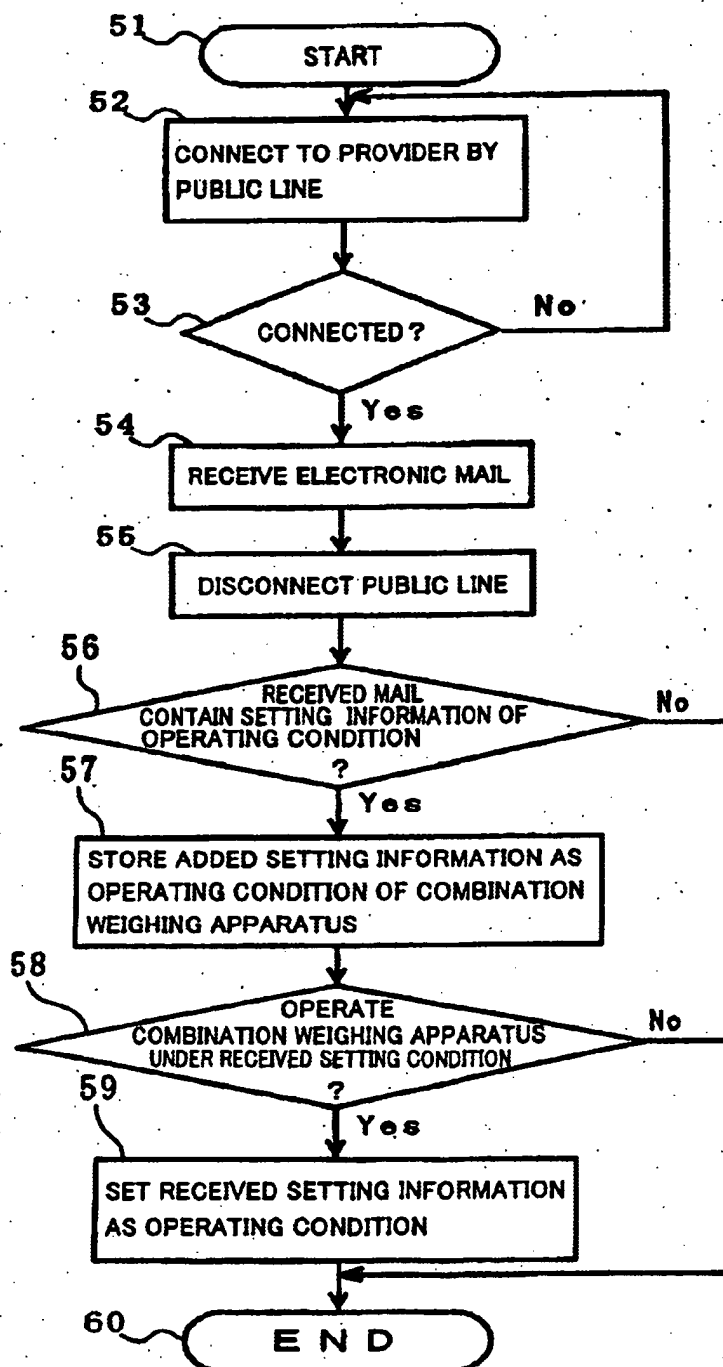 51
START
52
CONNECT TO PROVIDER BY
PUBLIC LINE
53
CONNECTED ?
No
Yes
54
RECEIVE ELECTRONIC MAIL
55
DISCONNECT PUBLIC LINE
56
RECEIVED MAIL
CONTAIN SETTING INFORMATION OF
OPERATING CONDITION
?
No
Yes
57
STORE ADDED SETTING INFORMATION AS
OPERATING CONDITION OF COMBINATION
WEIGHING APPARATUS
58
OPERATE
COMBINATION WEIGHING APPARATUS
UNDER RECEIVED SETTING CONDITION
?
No
Yes
59
SET RECEIVED SETTING INFORMATION
AS OPERATING CONDITION
60
END